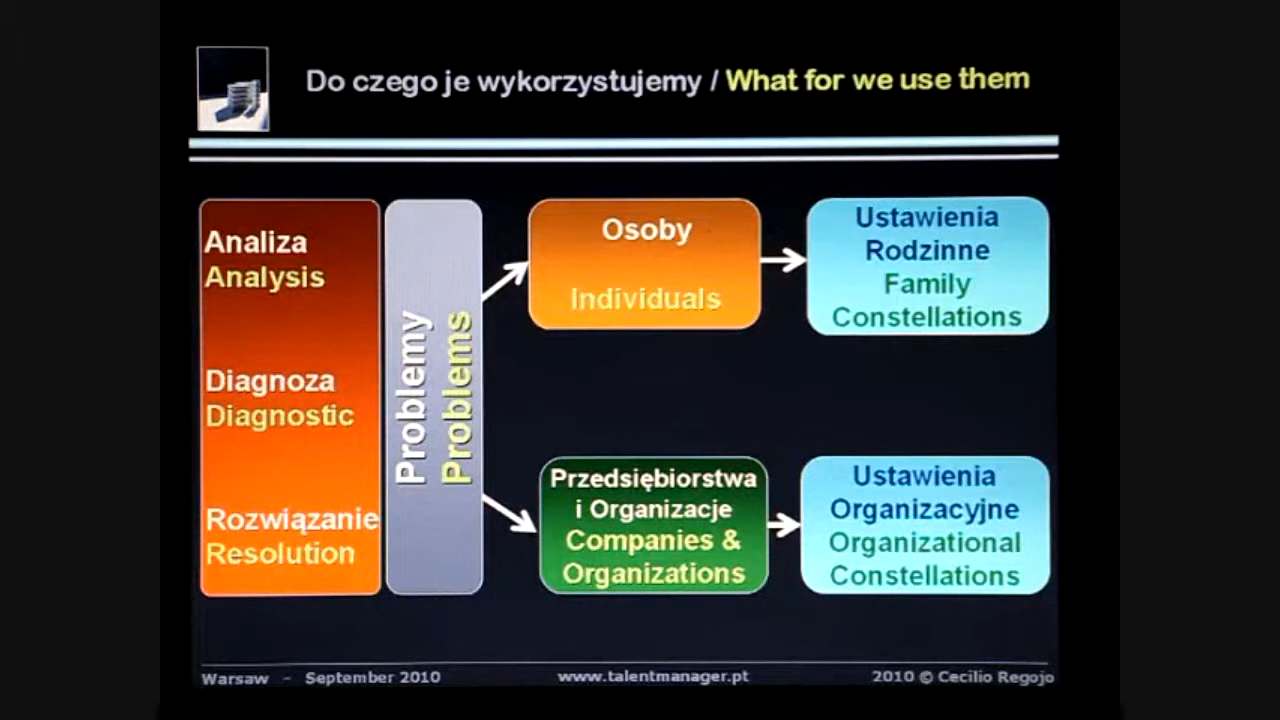 Do czego je wykorzystujemy / What for we use them
Analiza
Analysis
Diagnoza
Diagnostic
Rozwiązanie
Resolution
Problemy
Problems
Osoby
Individuals
Ustawienia
Rodzinne
Family
Constellations
Przedsiębiorstwa
i Organizacje
Companies &
Organizations
Ustawienia
Organizacyjne
Organizational
Constellations
Warsaw - September 2010
www.talentmanager.pt
2010 © Cecilio Regojo